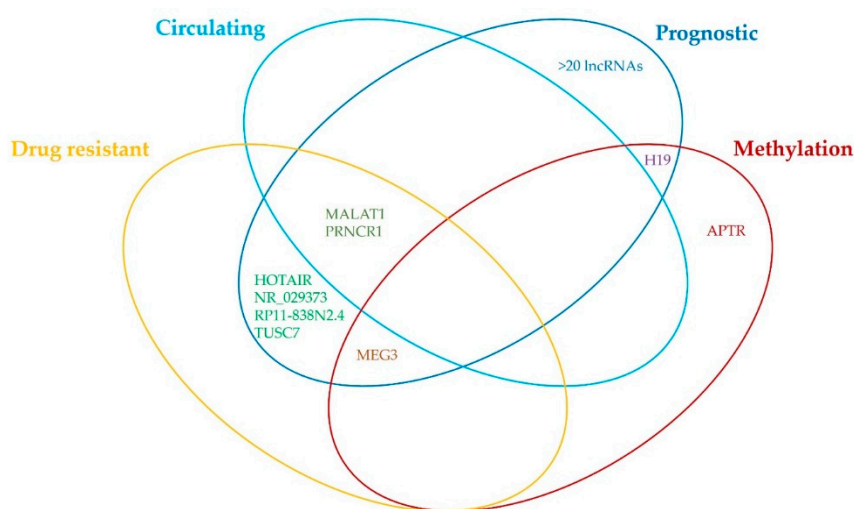 Circulating
Prognostic
>20 lncRNAs
Drug resistant
Methylation
H19
MALAT1
PRNCR1
APTR
HOTAIR
NR_029373
RP11-838N2.4
TUSC7
MEG3